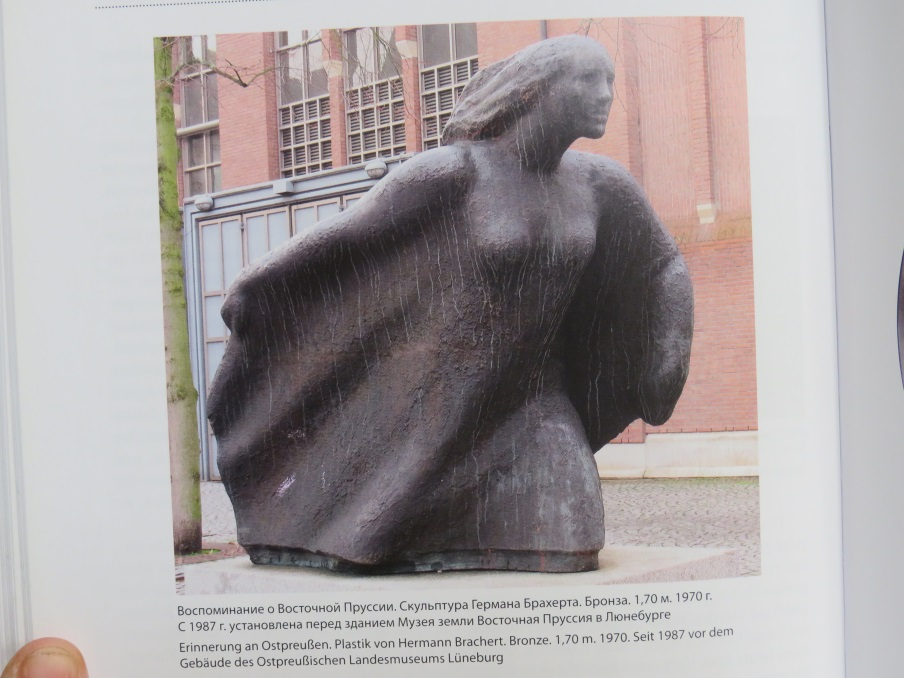 Воспоминание о Восточной Пруссии. Скульптура Германа Брахерта. Бронза. 1,70 м. 1970 г.
С 1987 г. установлена перед зданием Музея земли Восточная Пруссия в Люнебурге
Erinnerung an Ostpreußen. Plastik von Hermann Brachert. Bronze. 1,70 m. 1970. Seit 1987 vor dem
Gebäude des Ostpreußischen Landesmuseums Lüneburg